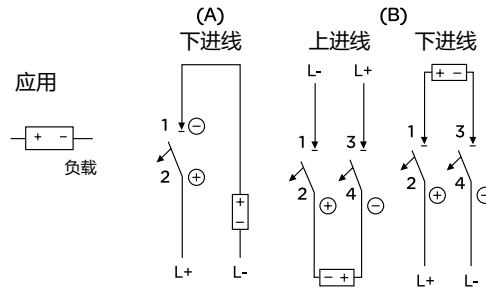 (A) (B)
下进线 上进线 下进线
L- L+
应用
+ -
负载
1 -
2 +
+
-
L+ L-
1 3
2 + 4 -
- +
+ -
1 3
2 + 4 -
L+ L-